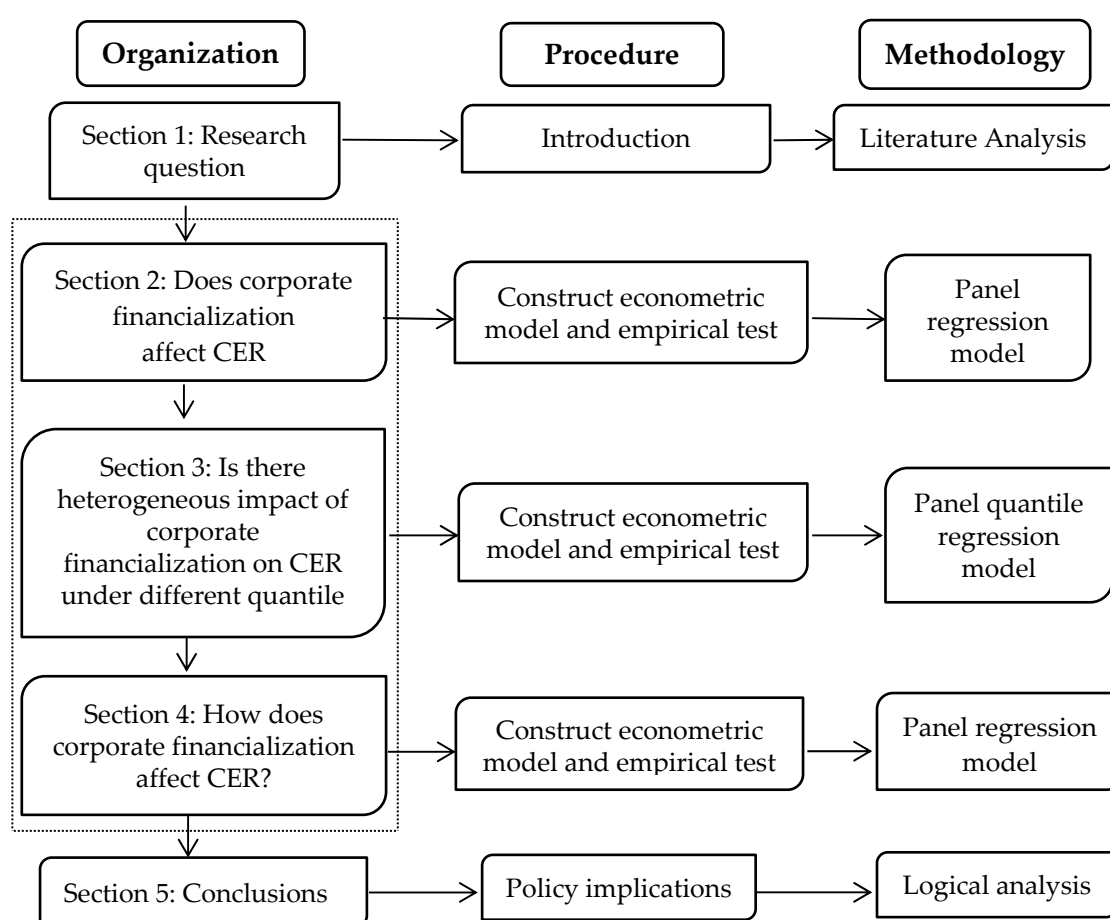 Organization
Procedure
Methodology
Section 1: Research
question
Introduction
Literature Analysis
Section 2: Does corporate
financialization
affect CER
Construct econometric
model and empirical test
Panel
regression
model
Section 3: Is there
heterogeneous impact of
corporate
financialization on CER
under different quantile
Construct econometric
model and empirical test
Panel quantile
regression
model
Section 4: How does
corporate financialization
affect CER?
Construct econometric
model and empirical test
Panel regression
model
Section 5: Conclusions
Policy implications
Logical analysis